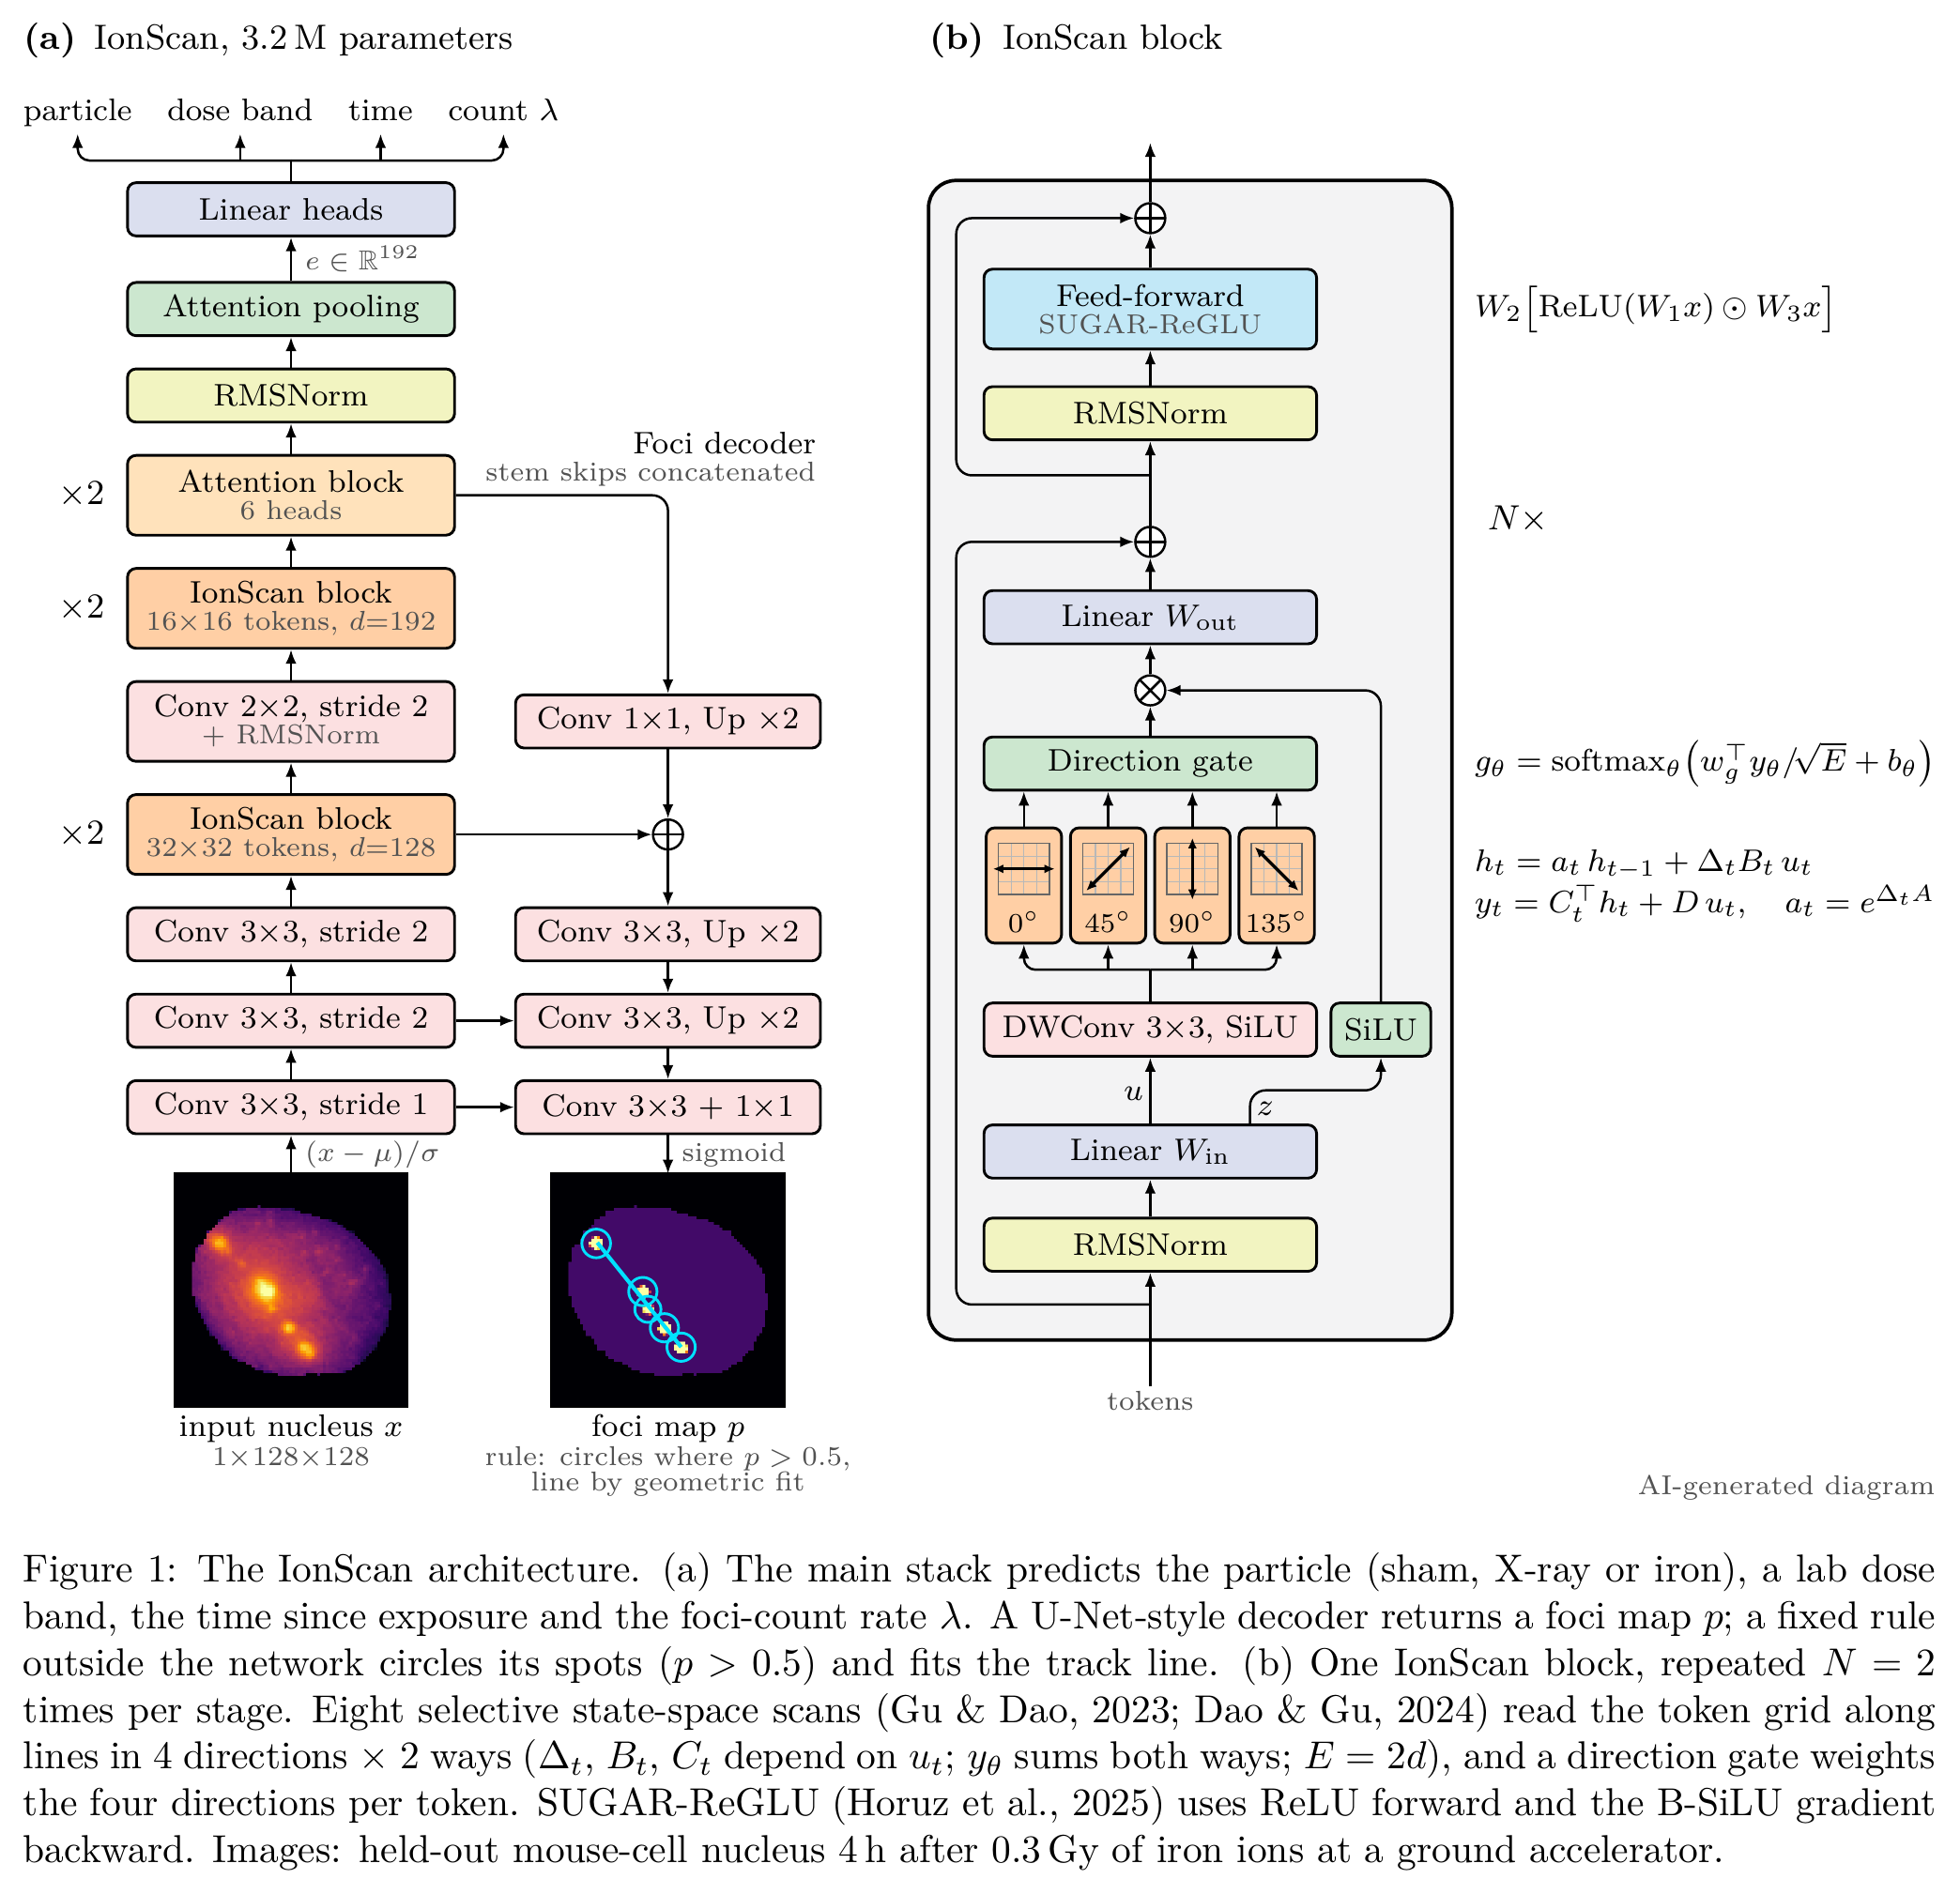 (a) IonScan, 3.2 M parameters
particle dose band time count λ
Linear heads
e ∈ ℝ¹⁹²
Attention pooling
RMSNorm
×2 Attention block
6 heads
Foci decoder
stem skips concatenated
×2 IonScan block
16×16 tokens, d=192
Conv 2×2, stride 2
+ RMSNorm
Conv 1×1, Up ×2
×2 IonScan block
32×32 tokens, d=128
Conv 3×3, stride 2
Conv 3×3, Up ×2
Conv 3×3, stride 2
Conv 3×3, Up ×2
Conv 3×3, stride 1
Conv 3×3 + 1×1
(x − μ)/σ
sigmoid
input nucleus x
1×128×128
foci map p
rule: circles where p > 0.5,
line by geometric fit
(b) IonScan block
Feed-forward
SUGAR-ReGLU
W₂[ReLU(W₁x) ⊙ W₃x]
RMSNorm
N×
Linear W_out
Direction gate
g_θ = softmax_θ(w_g^⊤ y_θ/√E + b_θ)
0° 45° 90° 135°
h_t = a_t h_{t−1} + Δ_t B_t u_t
y_t = C_t^⊤ h_t + D u_t, a_t = e^{Δ_t A}
DWConv 3×3, SiLU
SiLU
u
z
Linear W_in
RMSNorm
tokens
AI-generated diagram
Figure 1: The IonScan architecture. (a) The main stack predicts the particle (sham, X-ray or iron), a lab dose
band, the time since exposure and the foci-count rate λ. A U-Net-style decoder returns a foci map p; a fixed rule
outside the network circles its spots (p > 0.5) and fits the track line. (b) One IonScan block, repeated N = 2
times per stage. Eight selective state-space scans (Gu & Dao, 2023; Dao & Gu, 2024) read the token grid along
lines in 4 directions × 2 ways (Δ_t, B_t, C_t depend on u_t; y_θ sums both ways; E = 2d), and a direction gate weights
the four directions per token. SUGAR-ReGLU (Horuz et al., 2025) uses ReLU forward and the B-SiLU gradient
backward. Images: held-out mouse-cell nucleus 4 h after 0.3 Gy of iron ions at a ground accelerator.